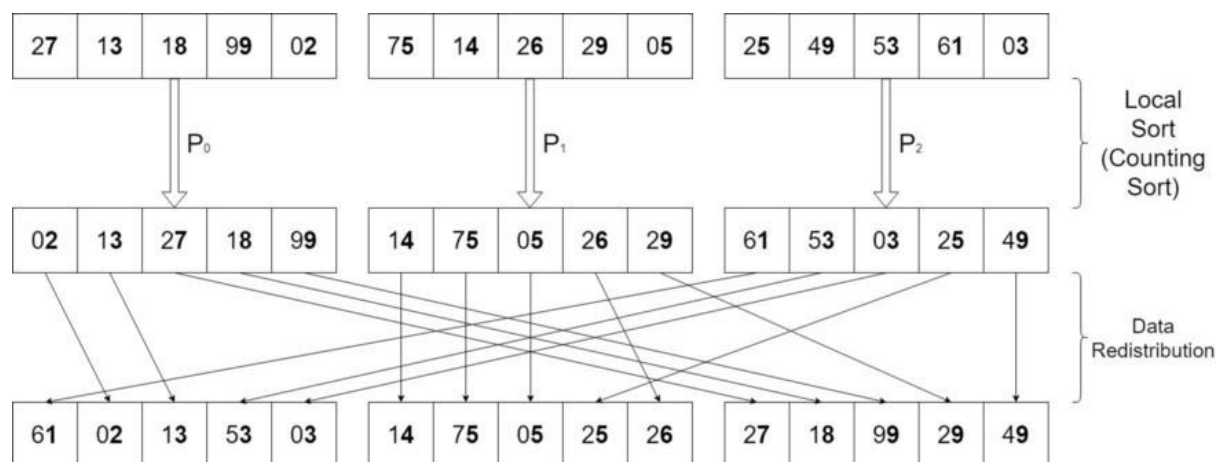 27 13 18 99 02 75 14 26 29 05 25 49 53 61 03
Local
Sort
(Counting
Sort)
P₀ P₁ P₂
02 13 27 18 99 14 75 05 26 29 61 53 03 25 49
Data
Redistribution
61 02 13 53 03 14 75 05 25 26 27 18 99 29 49